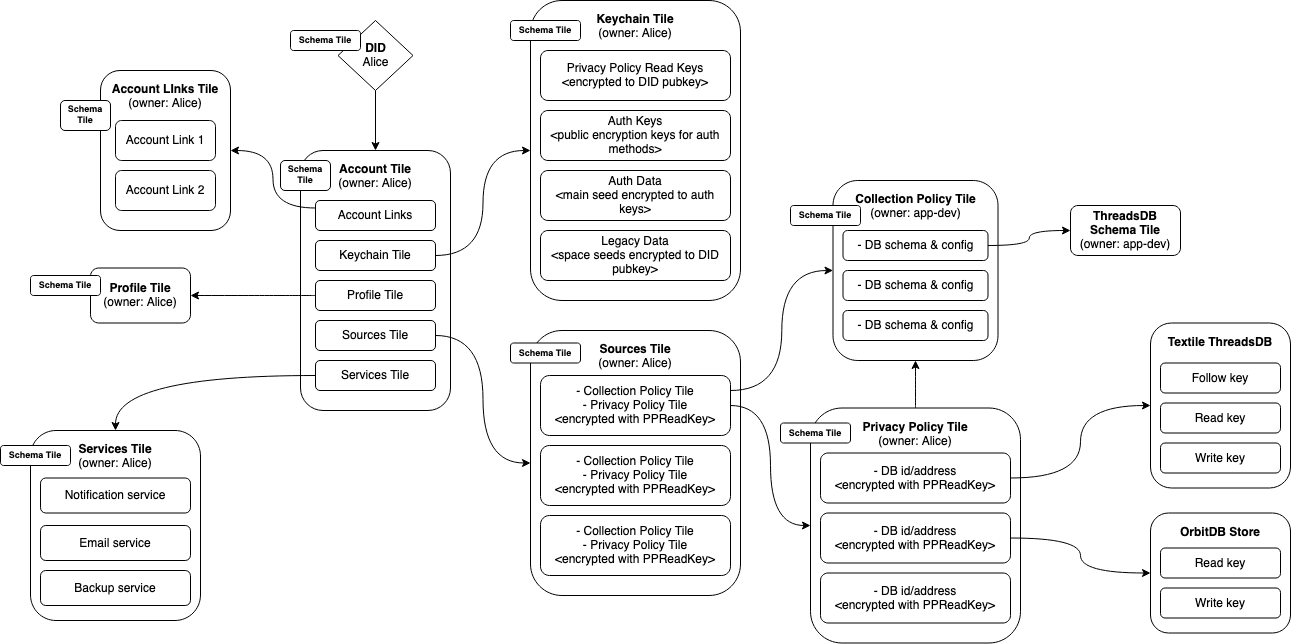 Schema Tile
DID
Alice
Schema
Tile
Account LInks Tile
(owner: Alice)
Account Link 1
Account Link 2
Schema
Tile
Account Tile
(owner: Alice)
Account Links
Keychain Tile
Profile Tile
Sources Tile
Services Tile
Schema Tile
Profile Tile
(owner: Alice)
Schema Tile
Services Tile
(owner: Alice)
Notification service
Email service
Backup service
Schema Tile
Keychain Tile
(owner: Alice)
Privacy Policy Read Keys
<encrypted to DID pubkey>
Auth Keys
<public encryption keys for auth
methods>
Auth Data
<main seed encrypted to auth
keys>
Legacy Data
<space seeds encrypted to DID
pubkey>
Schema Tile
Sources Tile
(owner: Alice)
- Collection Policy Tile
- Privacy Policy Tile
<encrypted with PPReadKey>
- Collection Policy Tile
- Privacy Policy Tile
<encrypted with PPReadKey>
- Collection Policy Tile
- Privacy Policy Tile
<encrypted with PPReadKey>
Schema Tile
Collection Policy Tile
(owner: app-dev)
- DB schema & config
- DB schema & config
- DB schema & config
ThreadsDB
Schema Tile
(owner: app-dev)
Schema Tile
Privacy Policy Tile
(owner: Alice)
- DB id/address
<encrypted with PPReadKey>
- DB id/address
<encrypted with PPReadKey>
- DB id/address
<encrypted with PPReadKey>
Textile ThreadsDB
Follow key
Read key
Write key
OrbitDB Store
Read key
Write key